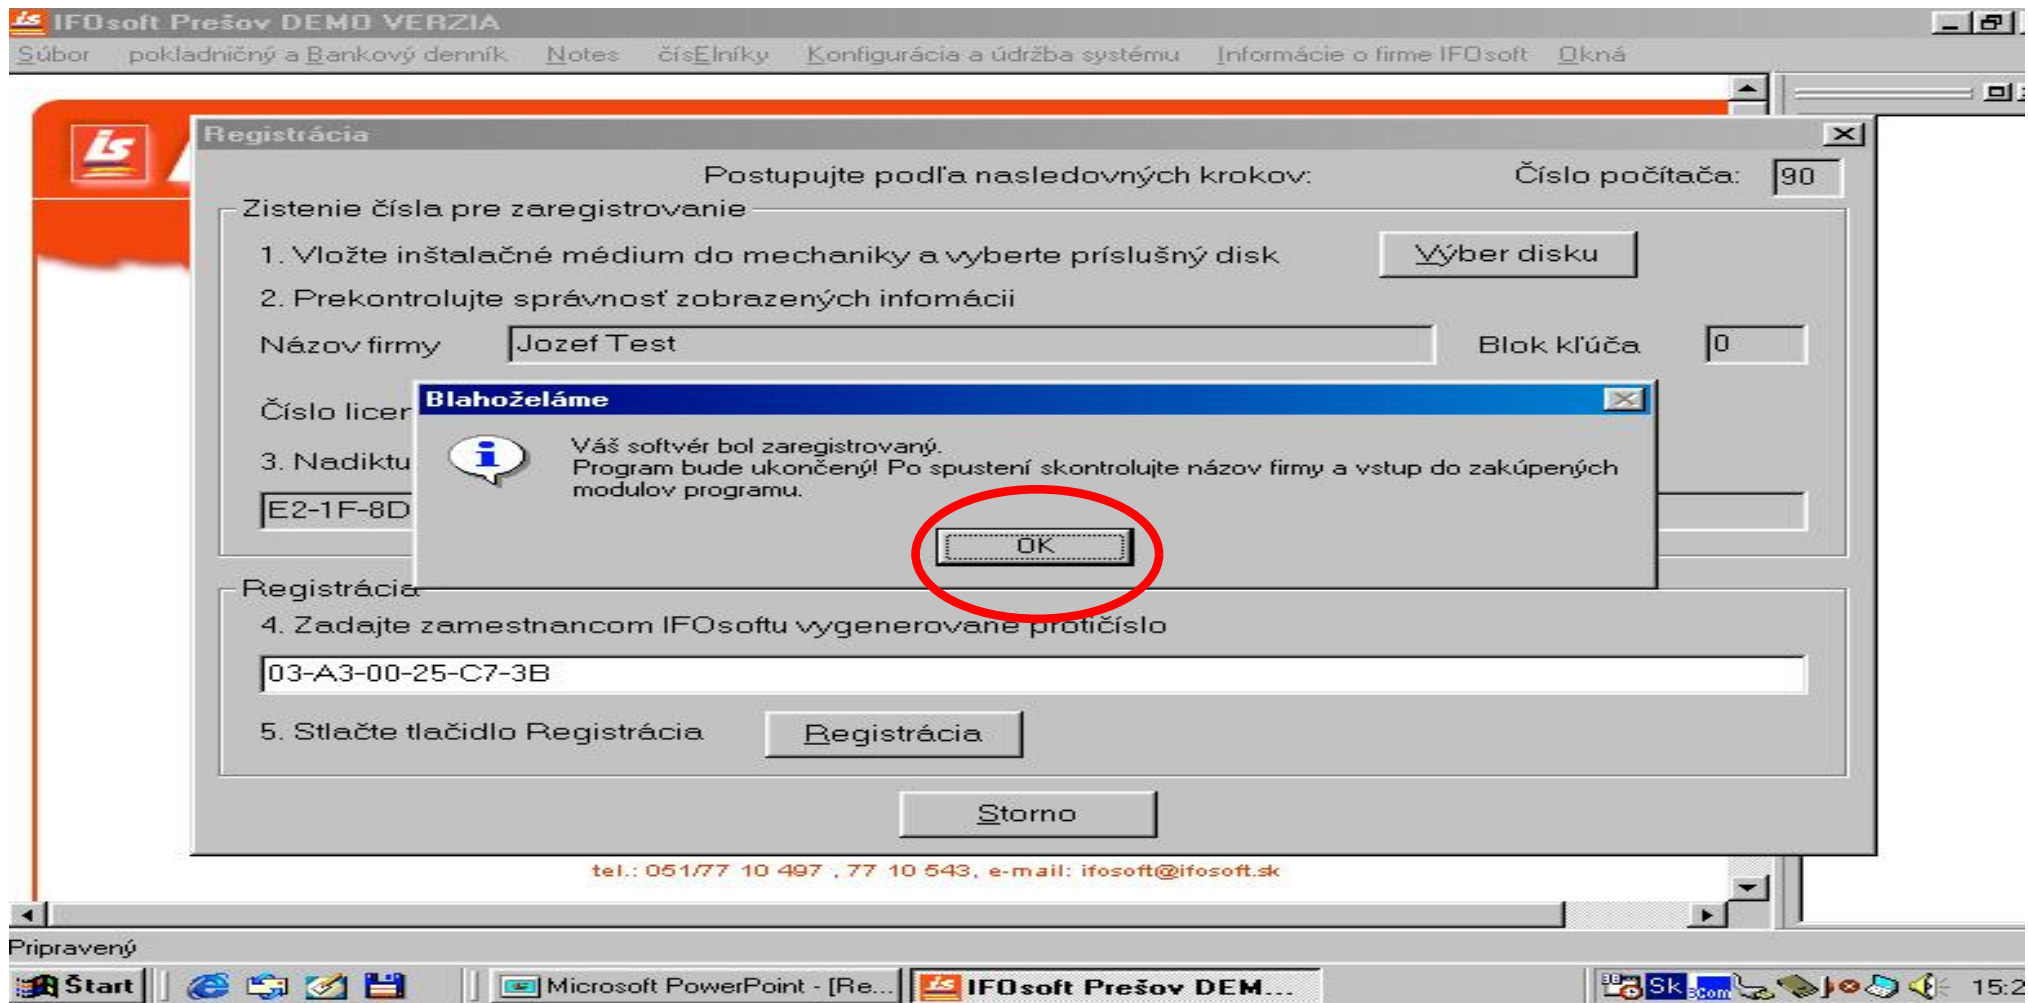 IFOsoft Prešov DEMO VERZIA
Súbor pokladničný a Bankový denník Notes čísElníky Konfigurácia a údržba systému Informácie o firme IFOsoft Okná
is
Registrácia
Postupujte podľa nasledovných krokov: Číslo počítača: 90
Zistenie čísla pre zaregistrovanie
1. Vložte inštalačné médium do mechaniky a vyberte príslušný disk Výber disku
2. Prekontrolujte správnosť zobrazených infomácii
Názov firmy Jozef Test Blok kľúča 0
Blahoželáme
Číslo licen
Váš softvér bol zaregistrovaný.
3. Nadiktu
Program bude ukončený! Po spustení skontrolujte názov firmy a vstup do zakúpených
modulov programu.
E2-1F-8D
OK
Registrácia
4. Zadajte zamestnancom IFOsoftu vygenerované protičíslo
03-A3-00-25-C7-3B
5. Stlačte tlačidlo Registrácia Registrácia
Storno
tel.: 051/77 10 497 , 77 10 543, e-mail: ifosoft@ifosoft.sk
Pripravený
Štart Microsoft PowerPoint - [Re... IFOsoft Prešov DEM... Sk 3com 15:2